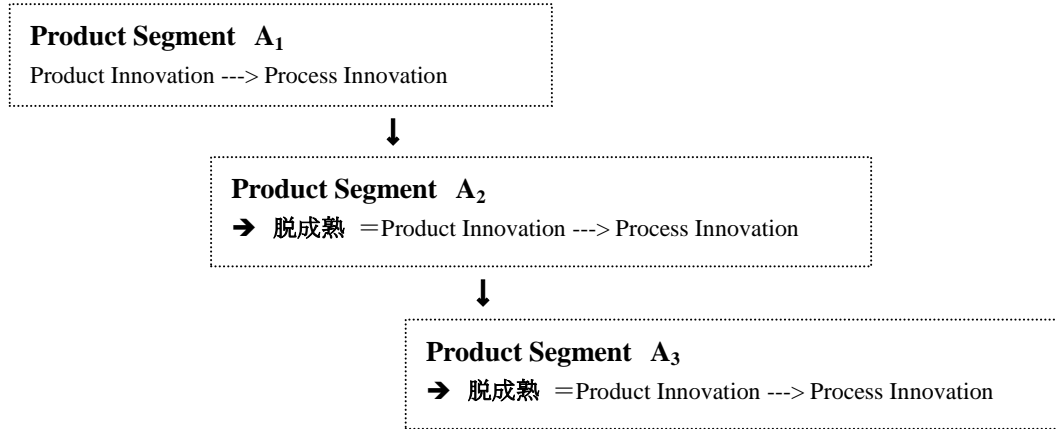 Product Segment A₁
Product Innovation ---> Process Innovation
↓
Product Segment A₂
➔ 脱成熟 ＝Product Innovation ---> Process Innovation
↓
Product Segment A₃
➔ 脱成熟 ＝Product Innovation ---> Process Innovation